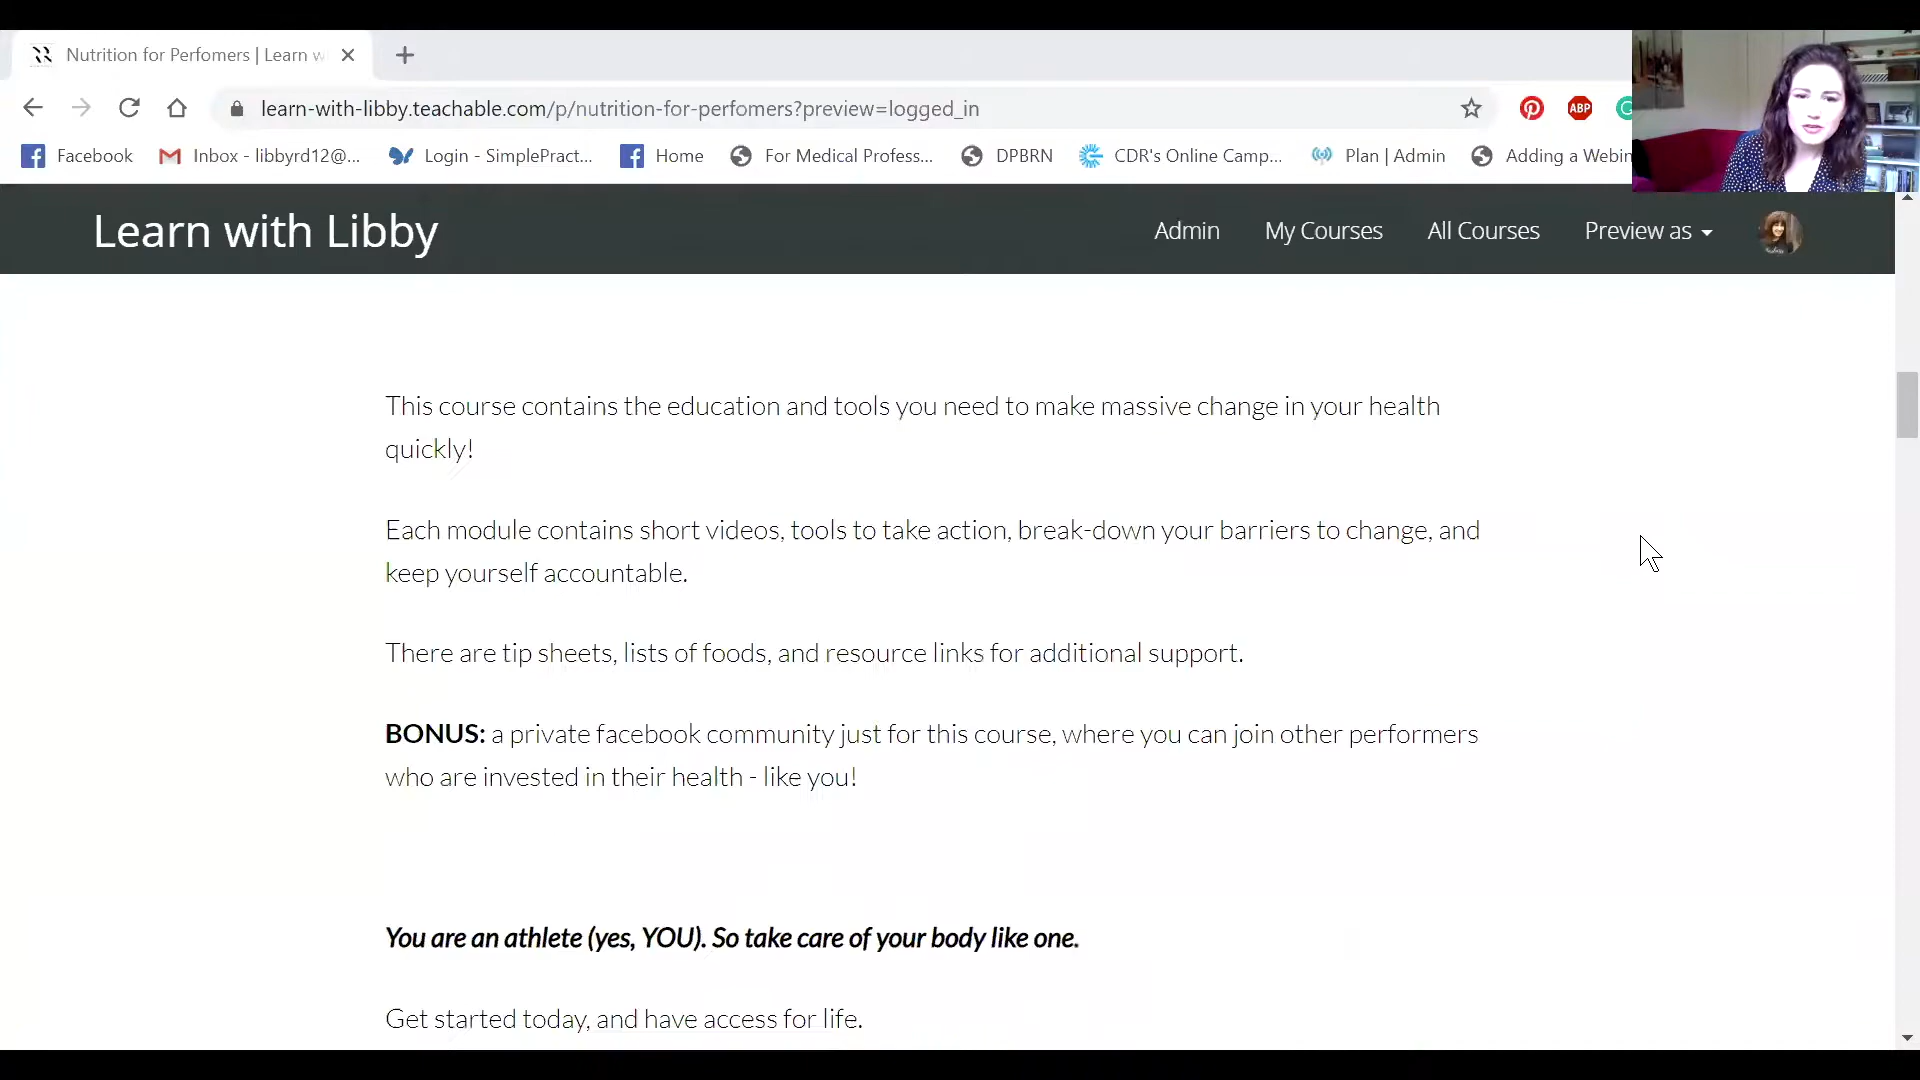 Nutrition for Perfomers | Learn w
learn-with-libby.teachable.com/p/nutrition-for-perfomers?preview=logged_in
ABP
Facebook Inbox - libbyrd12@... Login - SimplePract... Home For Medical Profess... DPBRN CDR's Online Camp... Plan | Admin Adding a Webin
Learn with Libby Admin My Courses All Courses Preview as
This course contains the education and tools you need to make massive change in your health
quickly!
Each module contains short videos, tools to take action, break-down your barriers to change, and
keep yourself accountable.
There are tip sheets, lists of foods, and resource links for additional support.
BONUS: a private facebook community just for this course, where you can join other performers
who are invested in their health - like you!
You are an athlete (yes, YOU). So take care of your body like one.
Get started today, and have access for life.